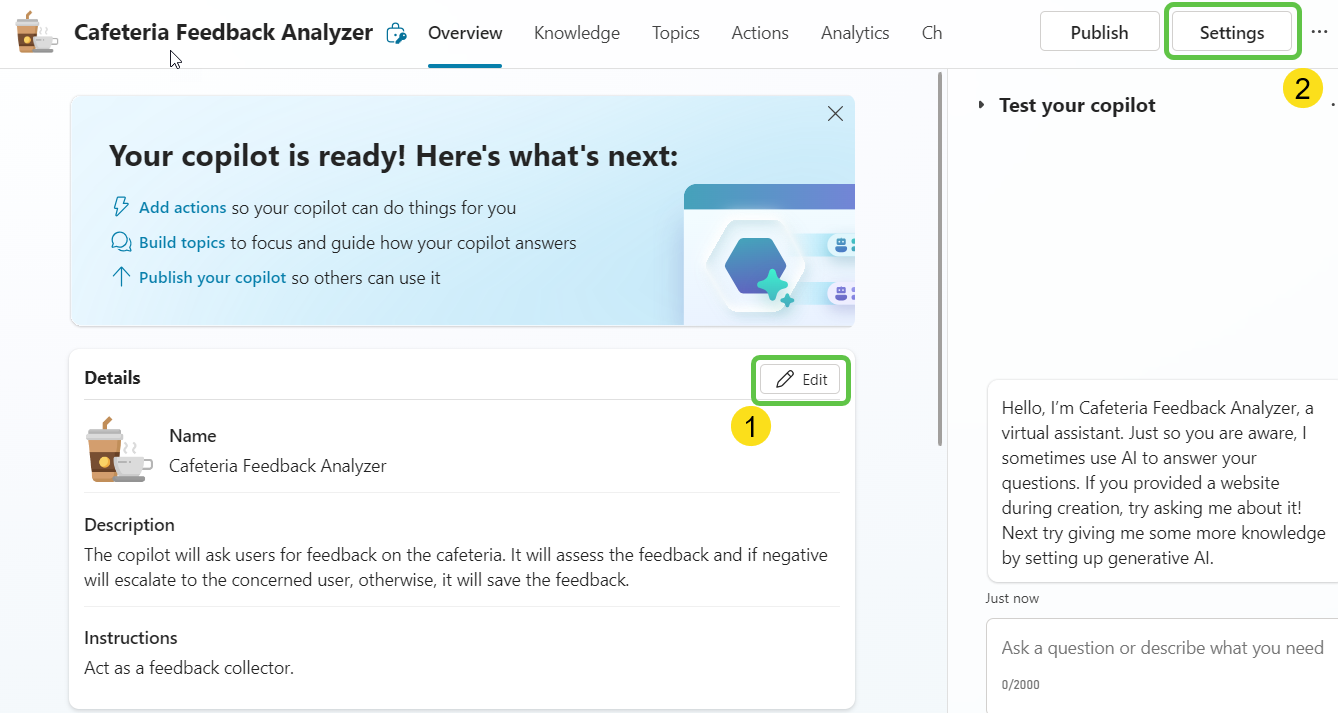 Cafeteria Feedback Analyzer
Overview
Knowledge
Topics
Actions
Analytics
Ch
Publish
Settings
2
Test your copilot
Your copilot is ready! Here's what's next:
Add actions so your copilot can do things for you
Build topics to focus and guide how your copilot answers
Publish your copilot so others can use it
Details
Edit
1
Name
Cafeteria Feedback Analyzer
Description
The copilot will ask users for feedback on the cafeteria. It will assess the feedback and if negative
will escalate to the concerned user, otherwise, it will save the feedback.
Instructions
Act as a feedback collector.
Hello, I’m Cafeteria Feedback Analyzer, a
virtual assistant. Just so you are aware, I
sometimes use AI to answer your
questions. If you provided a website
during creation, try asking me about it!
Next try giving me some more knowledge
by setting up generative AI.
Just now
Ask a question or describe what you need
0/2000